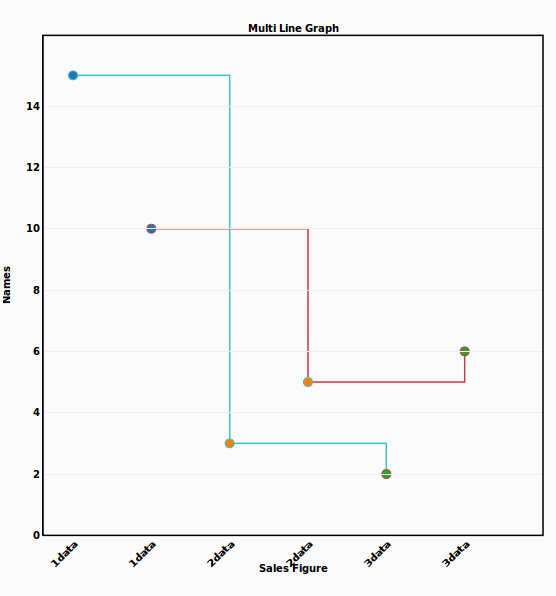 Multi Line Graph
14
12
10
8
6
4
2
0
Names
1data
1data
2data
2data
3data
3data
Sales Figure